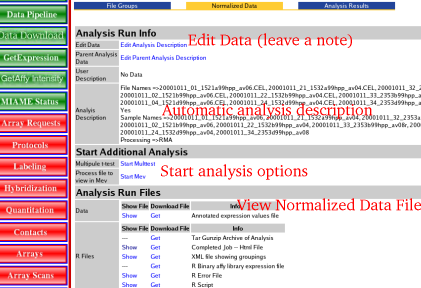 File Groups
Normalized Data
Analysis Results
Data Pipeline
Data Download
GetExpression
GetAffy Intensity
MIAME Status
Array Requests
Protocols
Labeling
Hybridization
Quantitation
Contacts
Arrays
Array Scans
Analysis Run Info
Edit Data Edit Analysis Description
Edit Data (leave a note)
Parent Analysis Data Edit Parent Analysis Description
User Description No Data
Analysis Description
File Names =>20001011_01_1521a99hpp_av06.CEL, 20001011_21_1532a99hpp_av04.CEL, 20001011_32_2
20001011_02_1521b99hpp_av06.CEL, 20001011_22_1532b99hpp_av04.CEL, 20001011_33_2353b99hpp_av
20001011_04_1521d99hpp_av06.CEL, 20001011_24_1532d99hpp_av04.CEL, 20001011_34_2353d99hpp_av
Yes
Automatic analysis description
Sample Names =>20001011_01_1521a99hpp_av06, 20001011_21_1532a99hpp_av04, 20001011_32_2353a
20001011_02_1521b99hpp_av06, 20001011_22_1532b99hpp_av04, 20001011_33_2353b99hpp_av08r, 200
20001011_24_1532d99hpp_av04, 20001011_34_2353d99hpp_av08
Processing =>RMA
Start Additional Analysis
Multipule t-test Start Multtest
Process file to view in Mev Start Mev
Start analysis options
Analysis Run Files
View Normalized Data File
Show File Download File Info
Data Show Get Annotated expression values file
Show File Download File Info
R Files
--- Get Tar Gunzip Archive of Analysis
Show Get Completed Job -- Html File
Show Get XML file showing groupings
--- Get R Binary affy library expression file
Show Get R Error File
Show Get R Script